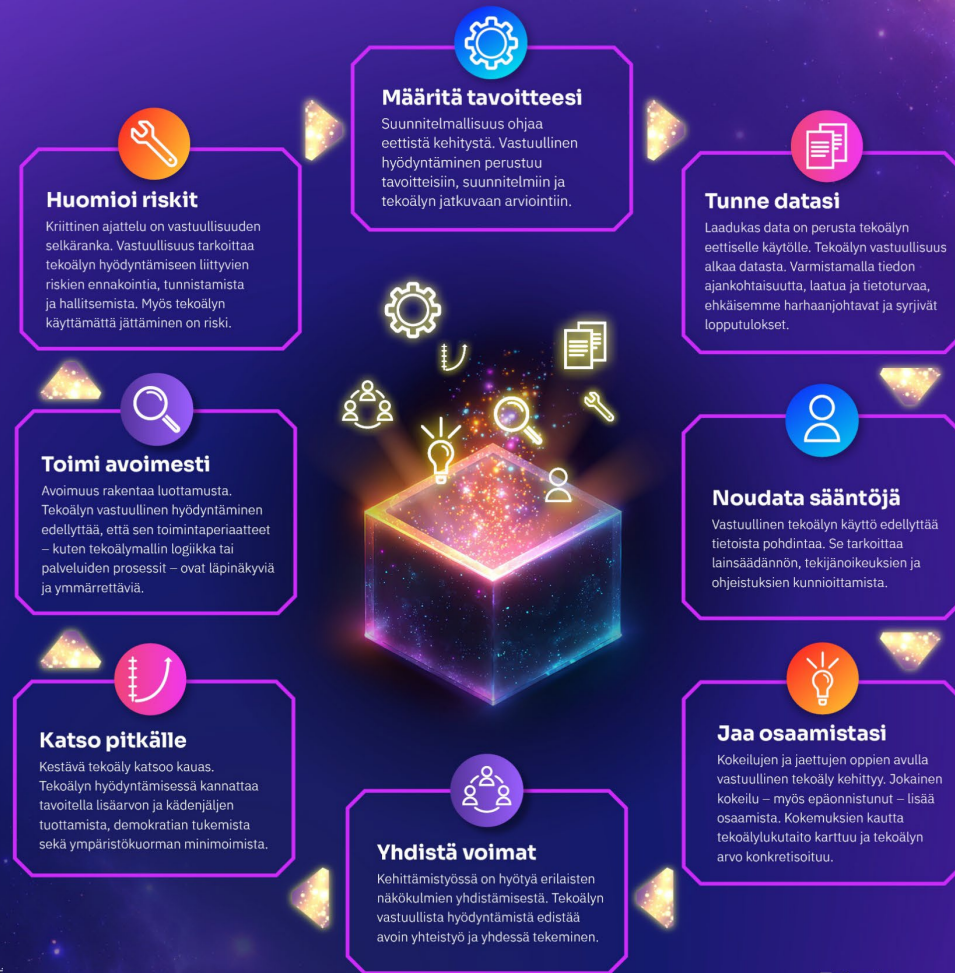 Määritä tavoitteesi
Suunnitelmallisuus ohjaa
eettistä kehitystä. Vastuullinen
hyödyntäminen perustuu
tavoitteisiin, suunnitelmiin ja
tekoälyn jatkuvaan arviointiin.
Tunne datasi
Laadukas data on perusta tekoälyn
eettiselle käytölle. Tekoälyn vastuullisuus
alkaa datasta. Varmistamalla tiedon
ajankohtaisuutta, laatua ja tietoturvaa,
ehkäisemme harhaanjohtavat ja syrjivät
lopputulokset.
Noudata sääntöjä
Vastuullinen tekoälyn käyttö edellyttää
tietoista pohdintaa. Se tarkoittaa
lainsäädännön, tekijänoikeuksien ja
ohjeistuksien kunnioittamista.
Jaa osaamistasi
Kokeilujen ja jaettujen oppien avulla
vastuullinen tekoäly kehittyy. Jokainen
kokeilu – myös epäonnistunut – lisää
osaamista. Kokemuksien kautta
tekoälylukutaito karttuu ja tekoälyn
arvo konkretisoituu.
Yhdistä voimat
Kehittämistyössä on hyötyä erilaisten
näkökulmien yhdistämisestä. Tekoälyn
vastuullista hyödyntämistä edistää
avoin yhteistyö ja yhdessä tekeminen.
Katso pitkälle
Kestävä tekoäly katsoo kauas.
Tekoälyn hyödyntämisessä kannattaa
tavoitella lisäarvon ja kädenjäljen
tuottamista, demokratian tukemista
sekä ympäristökuorman minimoimista.
Toimi avoimesti
Avoimuus rakentaa luottamusta.
Tekoälyn vastuullinen hyödyntäminen
edellyttää, että sen toimintaperiaatteet
– kuten tekoälymallin logiikka tai
palveluiden prosessit – ovat läpinäkyviä
ja ymmärrettäviä.
Huomioi riskit
Kriittinen ajattelu on vastuullisuuden
selkäranka. Vastuullisuus tarkoittaa
tekoälyn hyödyntämiseen liittyvien
riskien ennakointia, tunnistamista
ja hallitsemista. Myös tekoälyn
käyttämättä jättäminen on riski.